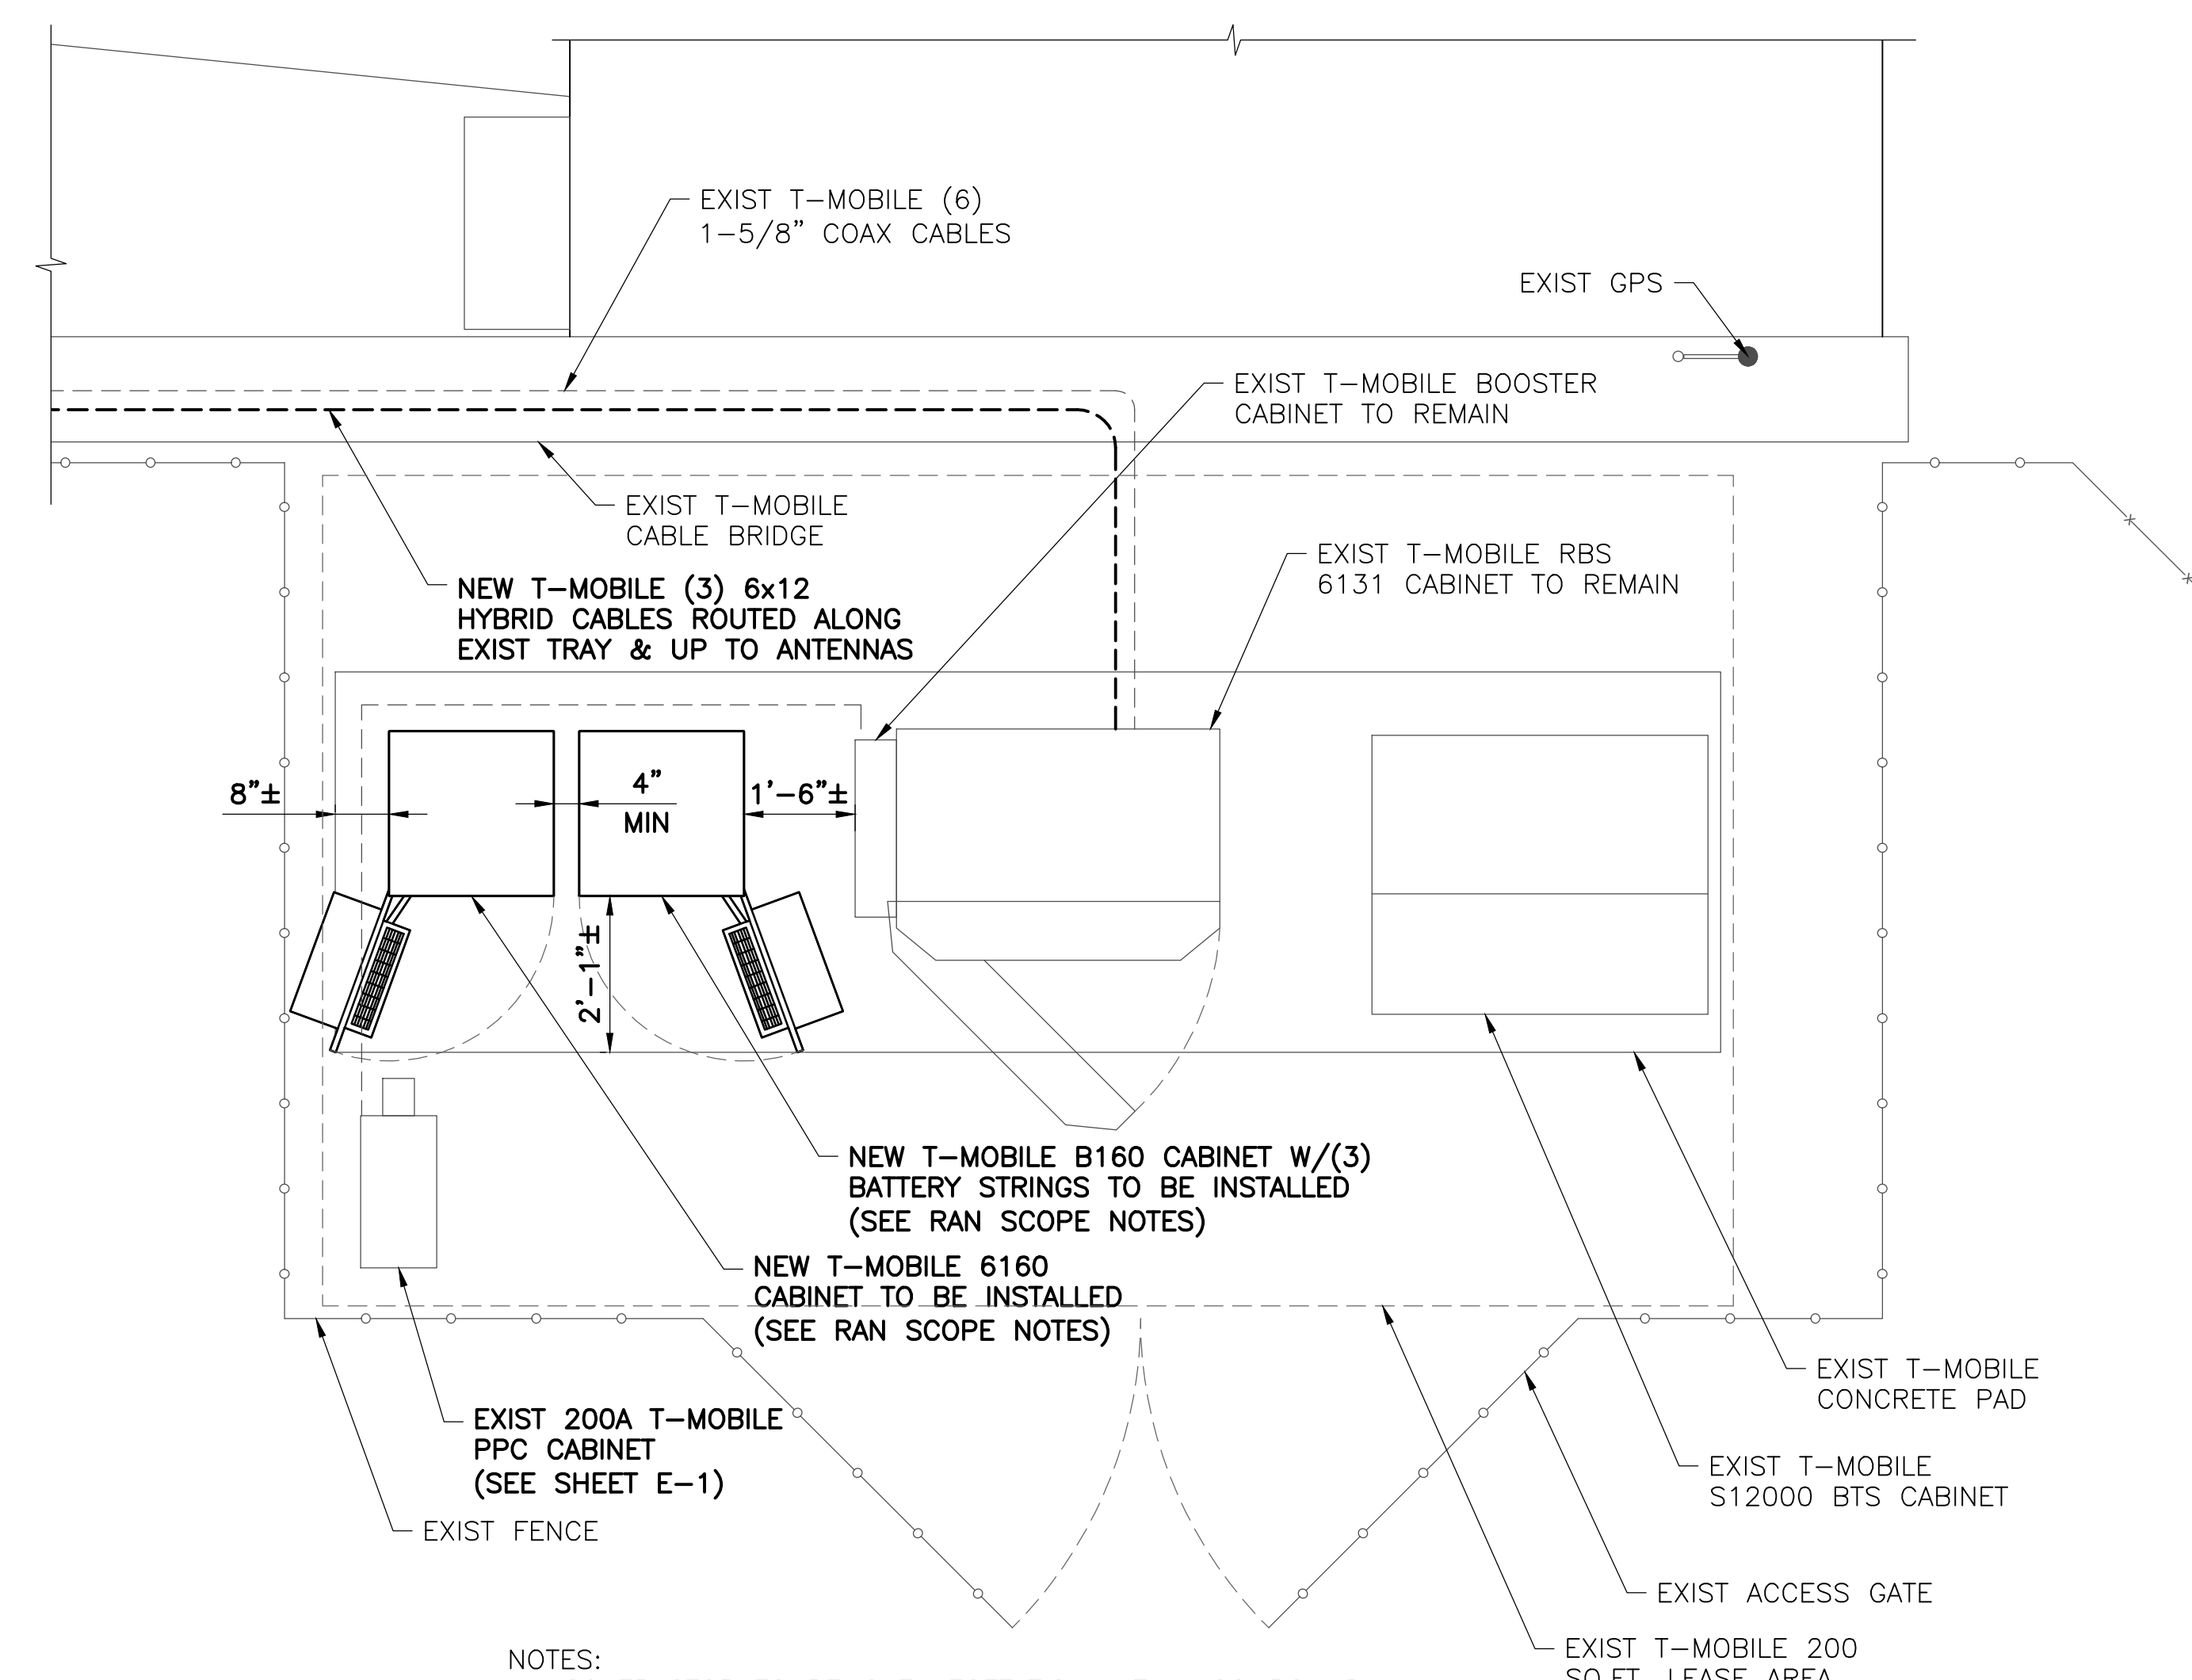 EXIST T-MOBILE (6)
1-5/8" COAX CABLES
EXIST GPS
EXIST T-MOBILE BOOSTER
CABINET TO REMAIN
EXIST T-MOBILE
CABLE BRIDGE
EXIST T-MOBILE RBS
6131 CABINET TO REMAIN
NEW T-MOBILE (3) 6x12
HYBRID CABLES ROUTED ALONG
EXIST TRAY & UP TO ANTENNAS
8"±
4"
MIN
1'-6"±
2'-1"±
NEW T-MOBILE B160 CABINET W/(3)
BATTERY STRINGS TO BE INSTALLED
(SEE RAN SCOPE NOTES)
NEW T-MOBILE 6160
CABINET TO BE INSTALLED
(SEE RAN SCOPE NOTES)
EXIST T-MOBILE
CONCRETE PAD
EXIST 200A T-MOBILE
PPC CABINET
(SEE SHEET E-1)
EXIST T-MOBILE
S12000 BTS CABINET
EXIST FENCE
EXIST ACCESS GATE
EXIST T-MOBILE 200
SQ.FT. LEASE AREA
NOTES: